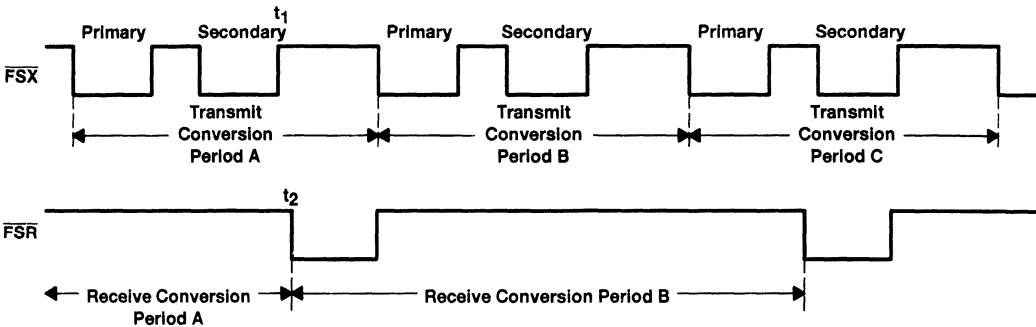 t1
Primary Secondary Primary Secondary Primary Secondary
FSX
Transmit Conversion Period A
Transmit Conversion Period B
Transmit Conversion Period C
t2
FSR
Receive Conversion Period A
Receive Conversion Period B